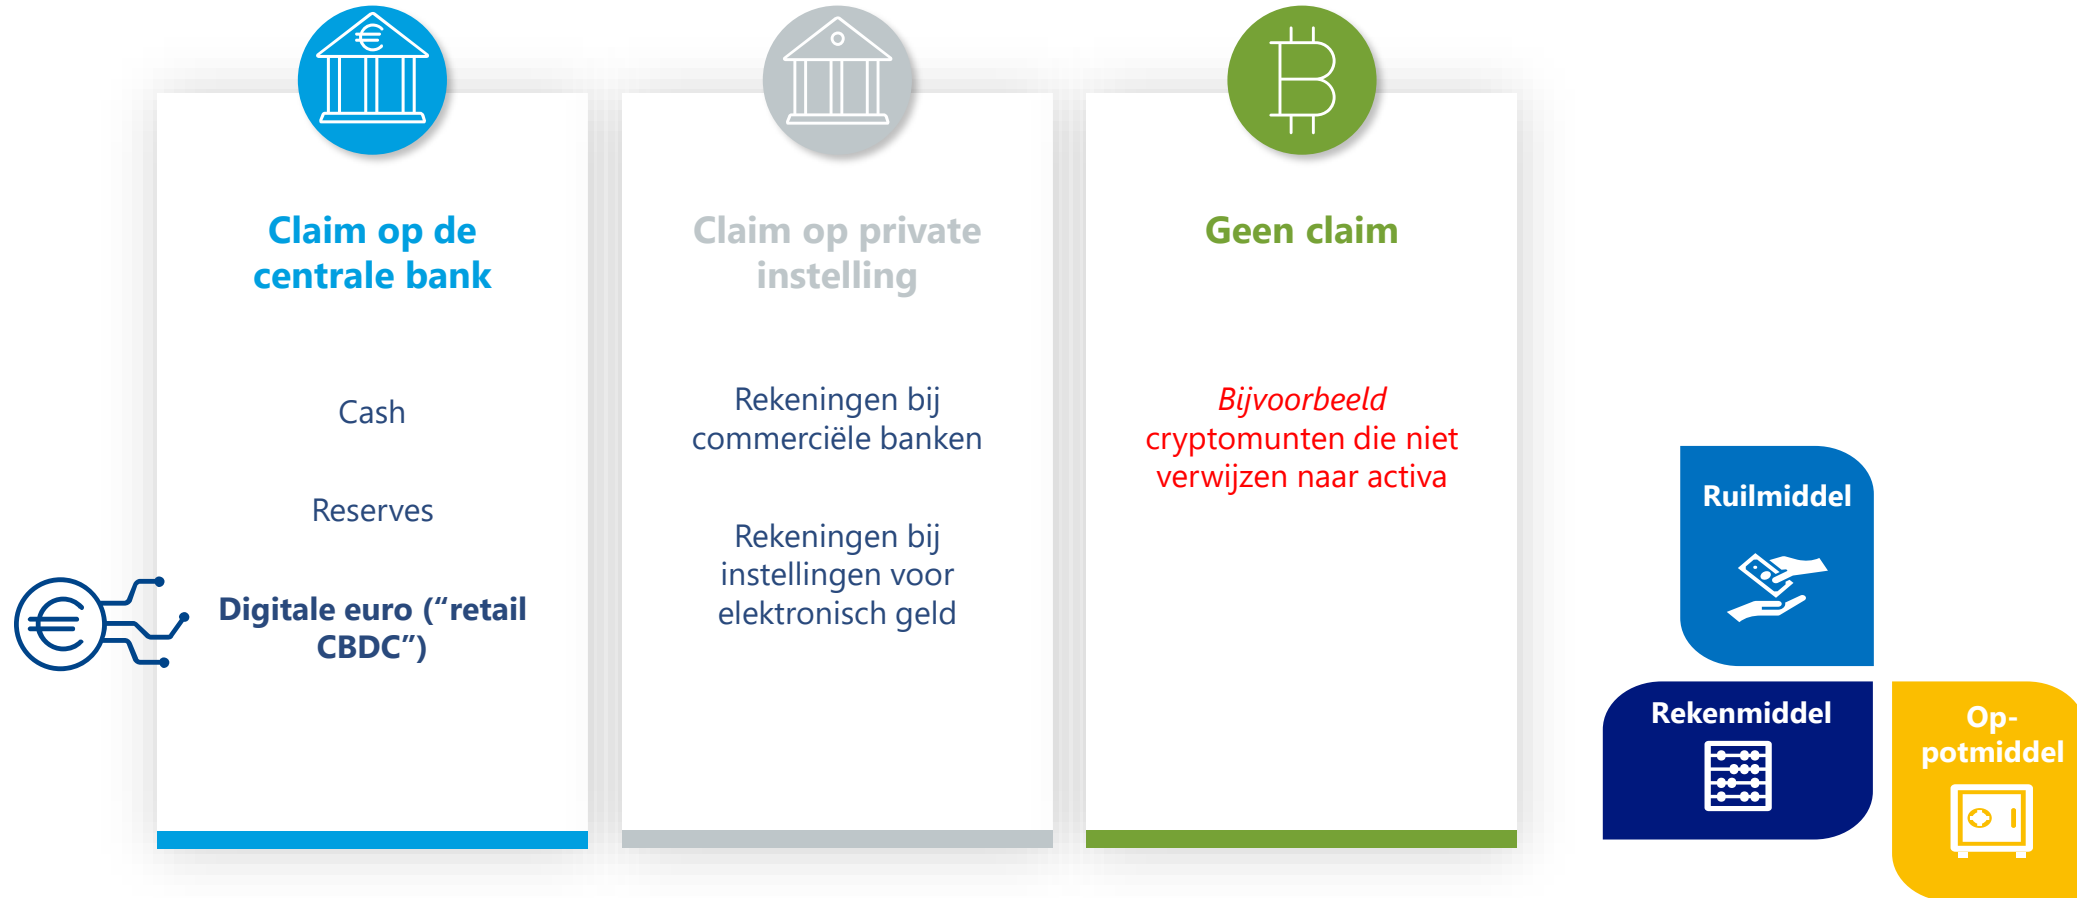 Claim op de
centrale bank
Cash
Reserves
Digitale euro (“retail
CBDC”)
Claim op private
instelling
Rekeningen bij
commerciële banken
Rekeningen bij
instellingen voor
elektronisch geld
Geen claim
Bijvoorbeeld
cryptomunten die niet
verwijzen naar activa
Ruilmiddel
Rekenmiddel
Op-
potmiddel